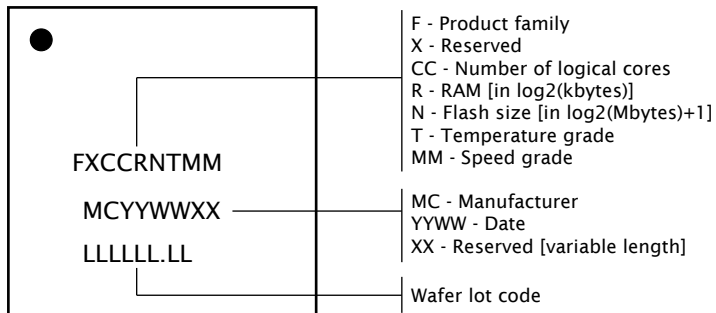 F - Product family
X - Reserved
CC - Number of logical cores
R - RAM [in log2(kbytes)]
N - Flash size [in log2(Mbytes)+1]
T - Temperature grade
MM - Speed grade
FXCCRNTMM
MCYYWWXX
MC - Manufacturer
YYWW - Date
XX - Reserved [variable length]
LLLLLL.LL
Wafer lot code